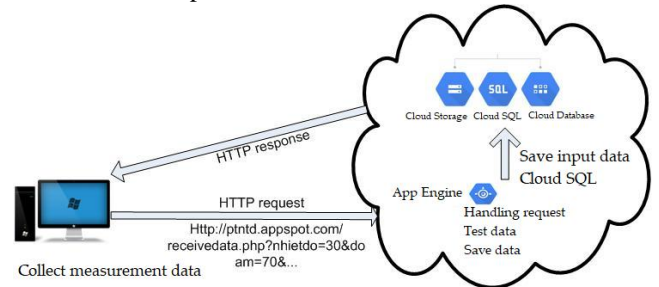 SQL
Cloud Storage Cloud SQL Cloud Database
HTTP response
Save input data
Cloud SQL
App Engine
Handling request
Test data
Save data
HTTP request
Http://ptntd.appspot.com/
receivedata.php?nhietdo=30&do
am=70&...
Collect measurement data